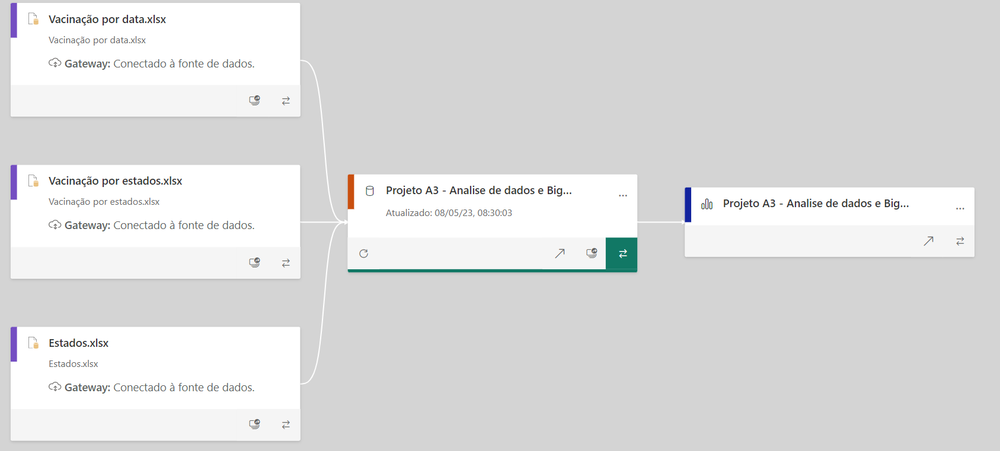 Vacinação por data.xlsx
Vacinação por data.xlsx
Gateway: Conectado à fonte de dados.
Vacinação por estados.xlsx
Vacinação por estados.xlsx
Gateway: Conectado à fonte de dados.
Estados.xlsx
Estados.xlsx
Gateway: Conectado à fonte de dados.
Projeto A3 - Analise de dados e Big...
Atualizado: 08/05/23, 08:30:03
Projeto A3 - Analise de dados e Big...